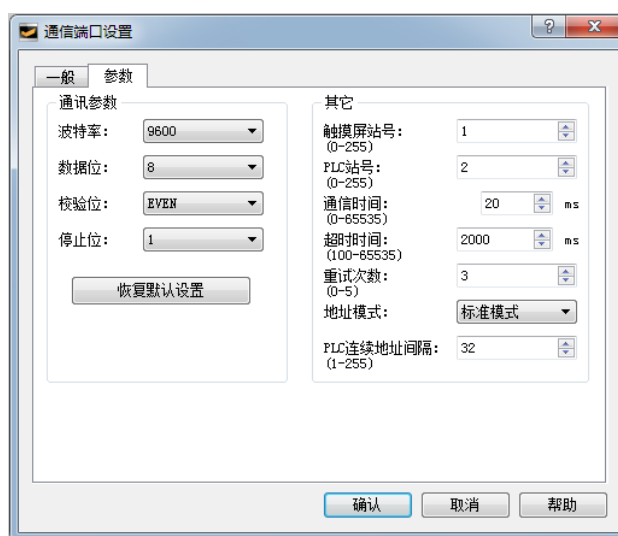 通信端口设置
一般 参数
通讯参数
波特率： 9600
数据位： 8
校验位： EVEN
停止位： 1
恢复默认设置
其它
触摸屏站号： 1
(0-255)
PLC站号： 2
(0-255)
通信时间： 20 ms
(0-65535)
超时时间： 2000 ms
(100-65535)
重试次数： 3
(0-5)
地址模式： 标准模式
PLC连续地址间隔： 32
(1-255)
确认 取消 帮助